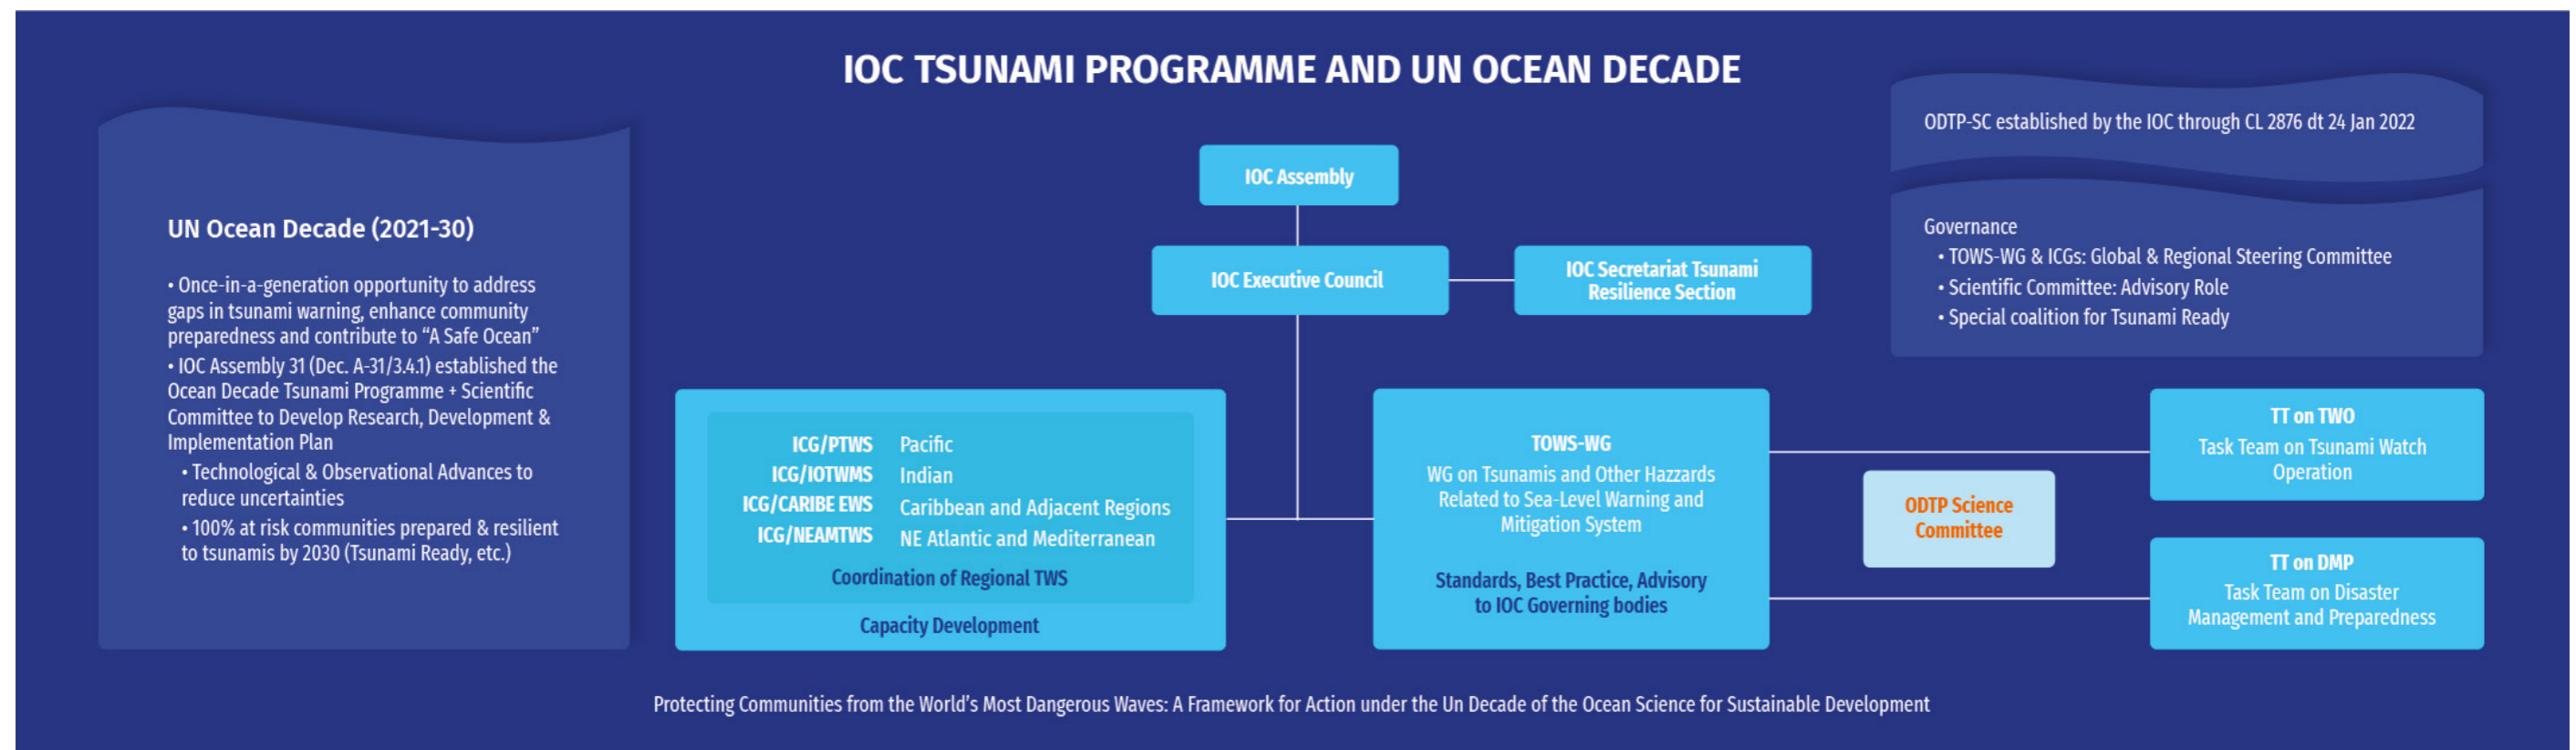 IOC TSUNAMI PROGRAMME AND UN OCEAN DECADE
UN Ocean Decade (2021-30)
• Once-in-a-generation opportunity to address
gaps in tsunami warning, enhance community
preparedness and contribute to “A Safe Ocean”
• IOC Assembly 31 (Dec. A-31/3.4.1) established the
Ocean Decade Tsunami Programme + Scientific
Committee to Develop Research, Development &
Implementation Plan
• Technological & Observational Advances to
reduce uncertainties
• 100% at risk communities prepared & resilient
to tsunamis by 2030 (Tsunami Ready, etc.)
IOC Assembly
IOC Executive Council
IOC Secretariat Tsunami
Resilience Section
ODTP-SC established by the IOC through CL 2876 dt 24 Jan 2022
Governance
• TOWS-WG & ICGs: Global & Regional Steering Committee
• Scientific Committee: Advisory Role
• Special coalition for Tsunami Ready
ICG/PTWS Pacific
ICG/IOTWMS Indian
ICG/CARIBE EWS Caribbean and Adjacent Regions
ICG/NEAMTWS NE Atlantic and Mediterranean
Coordination of Regional TWS
Capacity Development
TOWS-WG
WG on Tsunamis and Other Hazzards
Related to Sea-Level Warning and
Mitigation System
Standards, Best Practice, Advisory
to IOC Governing bodies
ODTP Science
Committee
TT on TWO
Task Team on Tsunami Watch
Operation
TT on DMP
Task Team on Disaster
Management and Preparedness
Protecting Communities from the World’s Most Dangerous Waves: A Framework for Action under the Un Decade of the Ocean Science for Sustainable Development